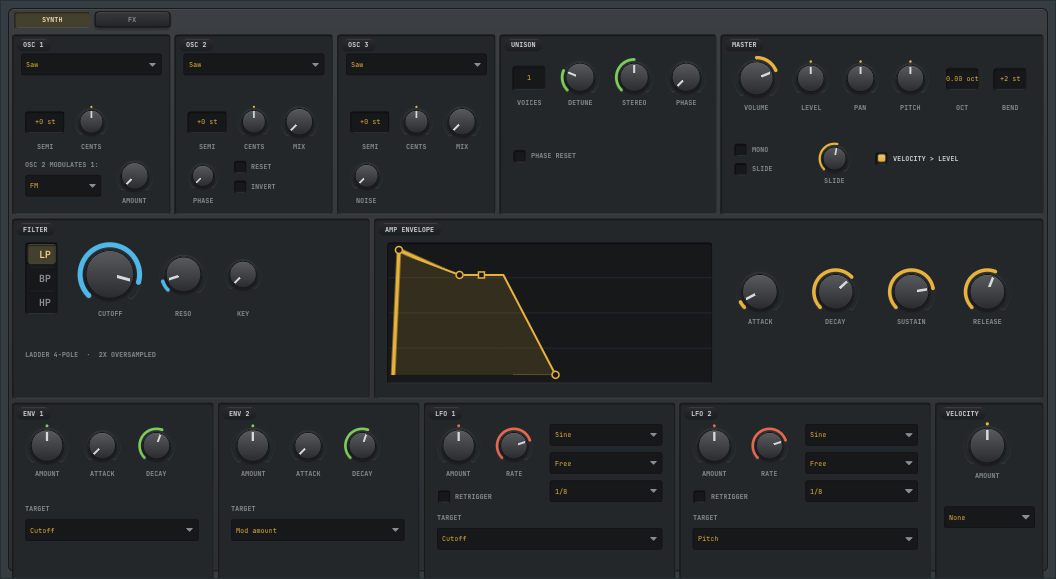 SYNTH
FX
OSC 1
OSC 2
OSC 3
UNISON
MASTER
Saw
Saw
Saw
1
VOICES
DETUNE
STEREO
PHASE
VOLUME
LEVEL
PAN
PITCH
0.00 oct
OCT
+2 st
BEND
+0 st
SEMI
CENTS
+0 st
SEMI
CENTS
MIX
+0 st
SEMI
CENTS
MIX
PHASE RESET
MONO
SLIDE
SLIDE
VELOCITY > LEVEL
OSC 2 MODULATES 1:
FM
AMOUNT
PHASE
RESET
INVERT
NOISE
FILTER
AMP ENVELOPE
LP
BP
HP
CUTOFF
RESO
KEY
LADDER 4-POLE · 2X OVERSAMPLED
ATTACK
DECAY
SUSTAIN
RELEASE
ENV 1
ENV 2
LFO 1
LFO 2
VELOCITY
AMOUNT
ATTACK
DECAY
TARGET
Cutoff
AMOUNT
ATTACK
DECAY
TARGET
Mod amount
AMOUNT
RATE
Sine
Free
1/8
RETRIGGER
TARGET
Cutoff
AMOUNT
RATE
Sine
Free
1/8
RETRIGGER
TARGET
Pitch
AMOUNT
None